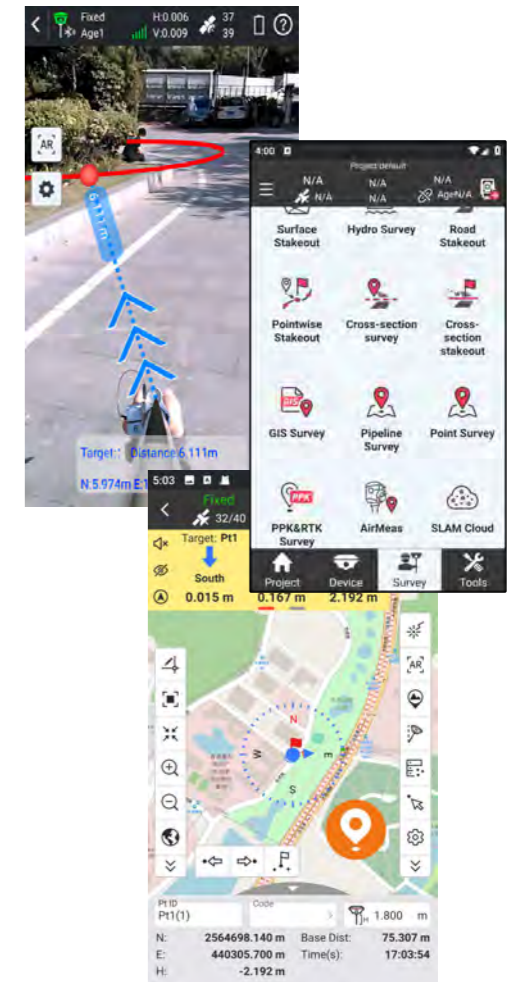 Fixed
H:0.006
37
Age1
V:0.009
39
AR
6.111 m
Target:
Distance:6.111m
N:5.974m E:1
4:00
Project:default
N/A
N/A
N/A
N/A
N/A
AgeN/A
Surface Stakeout
Hydro Survey
Road Stakeout
Pointwise
Stakeout
Cross-section
survey
Cross-
section
stakeout
GIS
GIS Survey
Pipeline
Survey
Point Survey
PPK
PPK&RTK
Survey
AirMeas
SLAM Cloud
Project
Device
Survey
Tools
5:03
Fixed
32/40
Target: Pt1
South
0.015 m
0.167 m
2.192 m
AR
N
W
E
S
Pt ID
Pt1(1)
Code
H
1.800 m
N:
2564698.140 m
Base Dist:
75.307 m
E:
440305.700 m
Time(s):
17:03:54
H:
-2.192 m